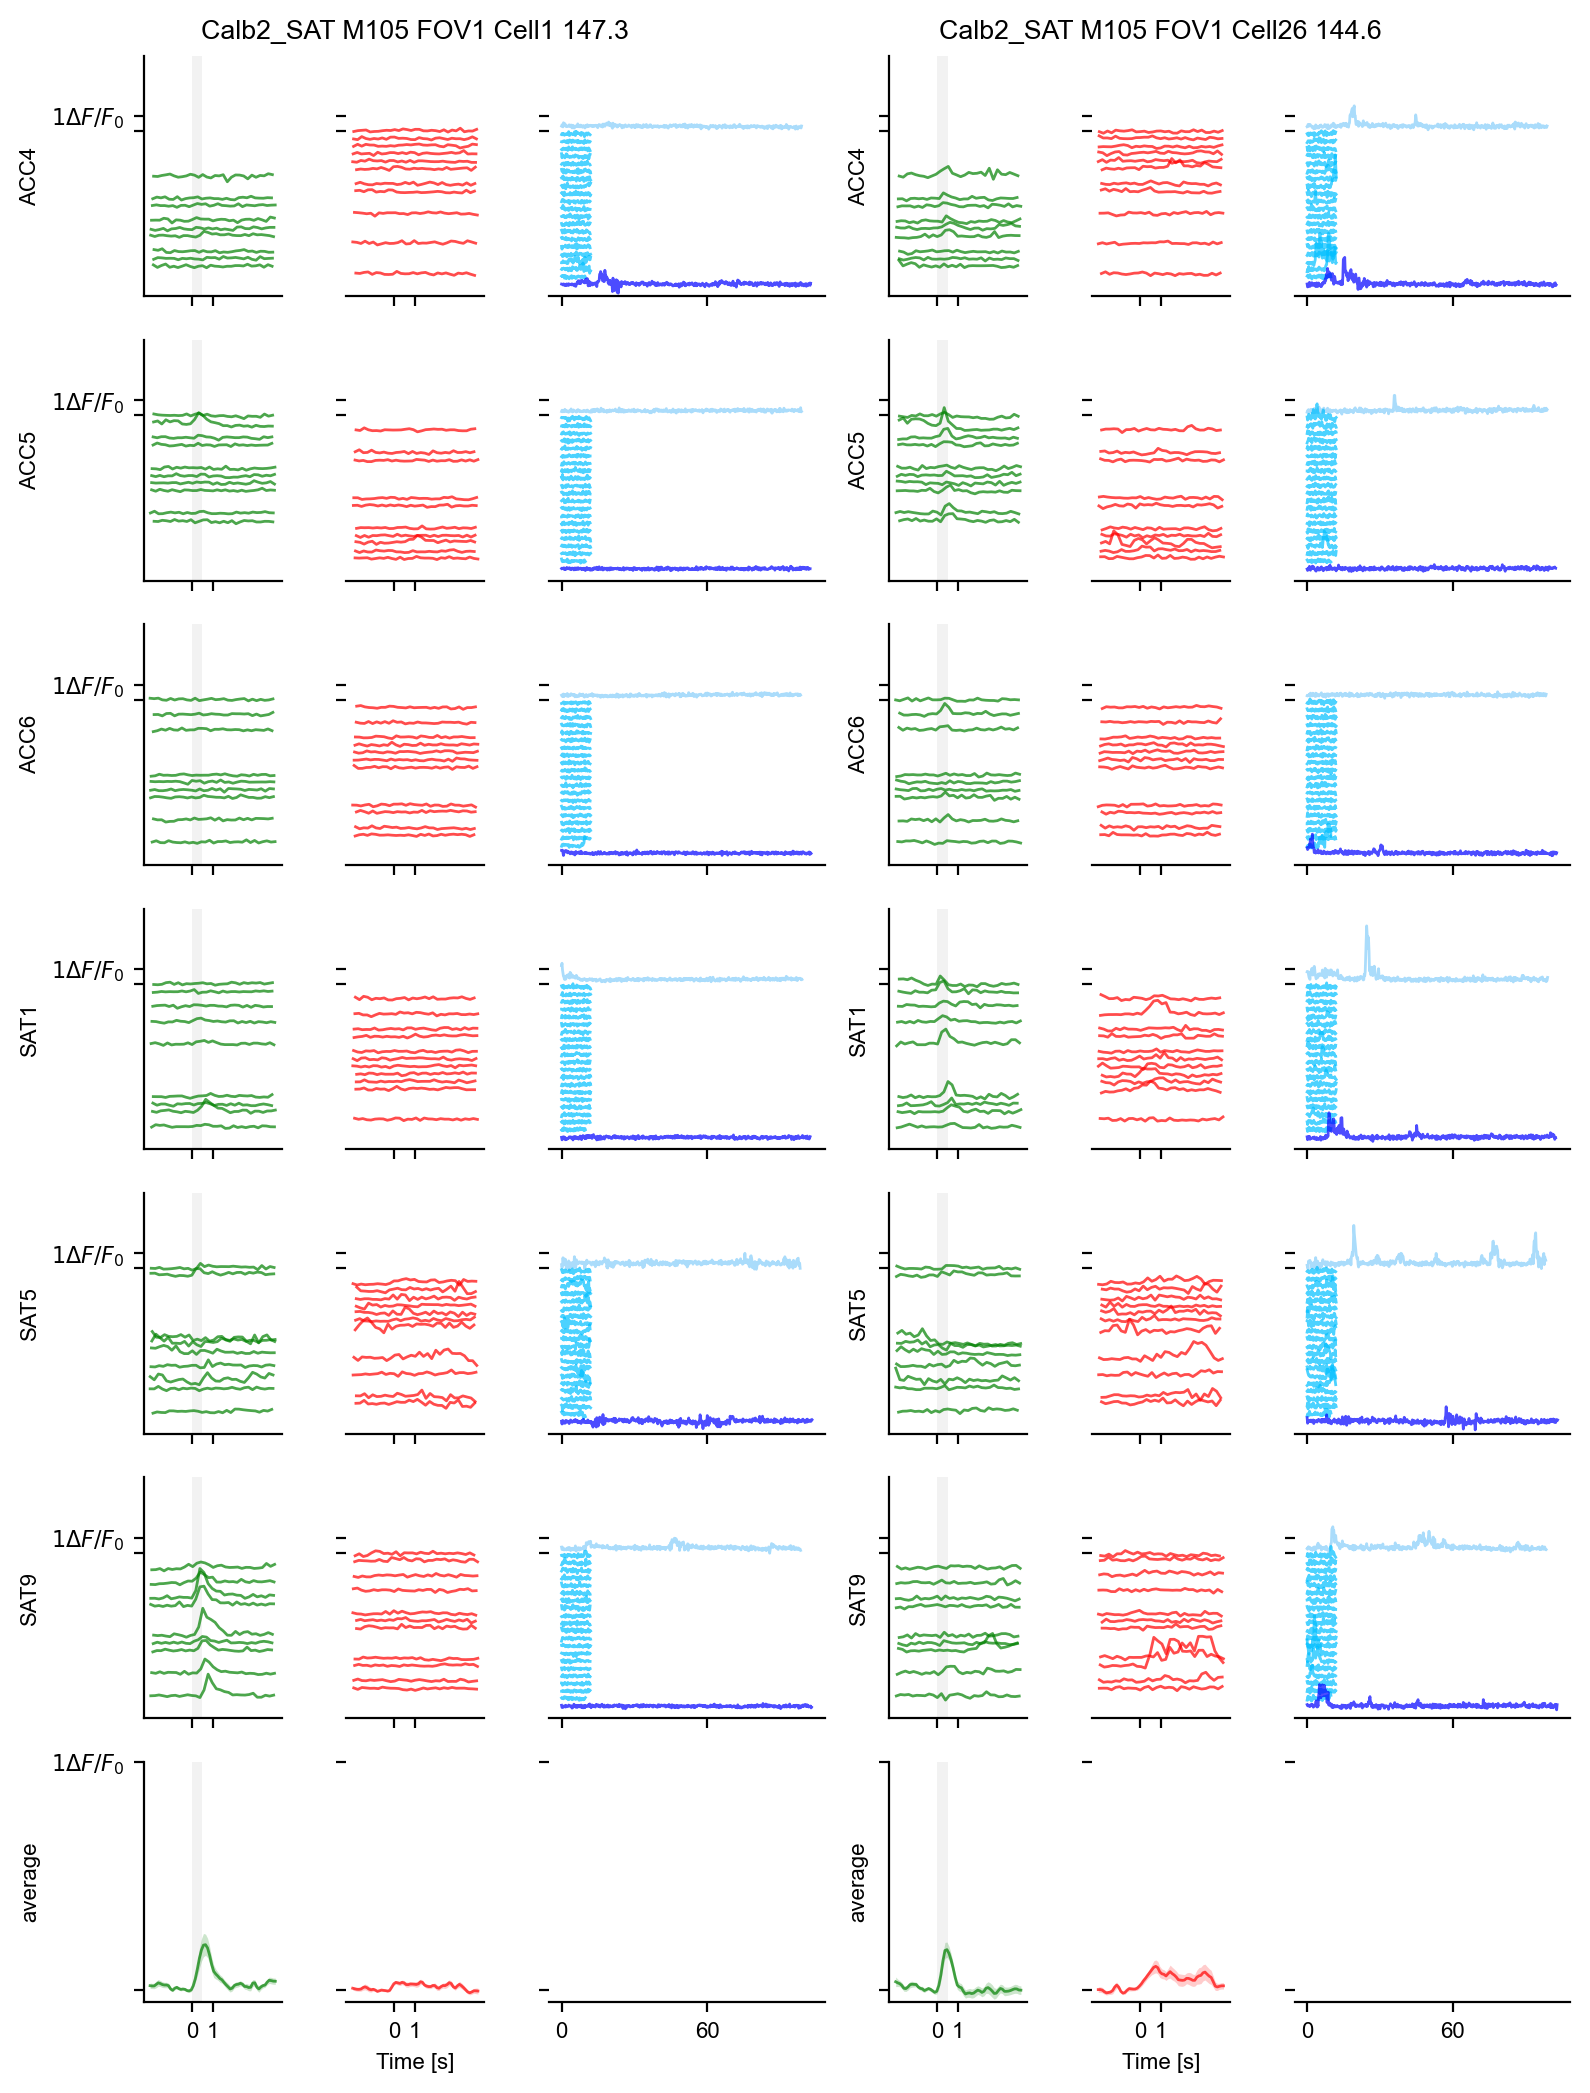 Calb2_SAT M105 FOV1 Cell1 147.3
Calb2_SAT M105 FOV1 Cell26 144.6
1ΔF/F₀
ACC4
ACC4
1ΔF/F₀
ACC5
ACC5
1ΔF/F₀
ACC6
ACC6
1ΔF/F₀
SAT1
SAT1
1ΔF/F₀
SAT5
SAT5
1ΔF/F₀
SAT9
SAT9
1ΔF/F₀
average
average
0 1 0 1 0 60 0 1 0 1 0 60
Time [s] Time [s]